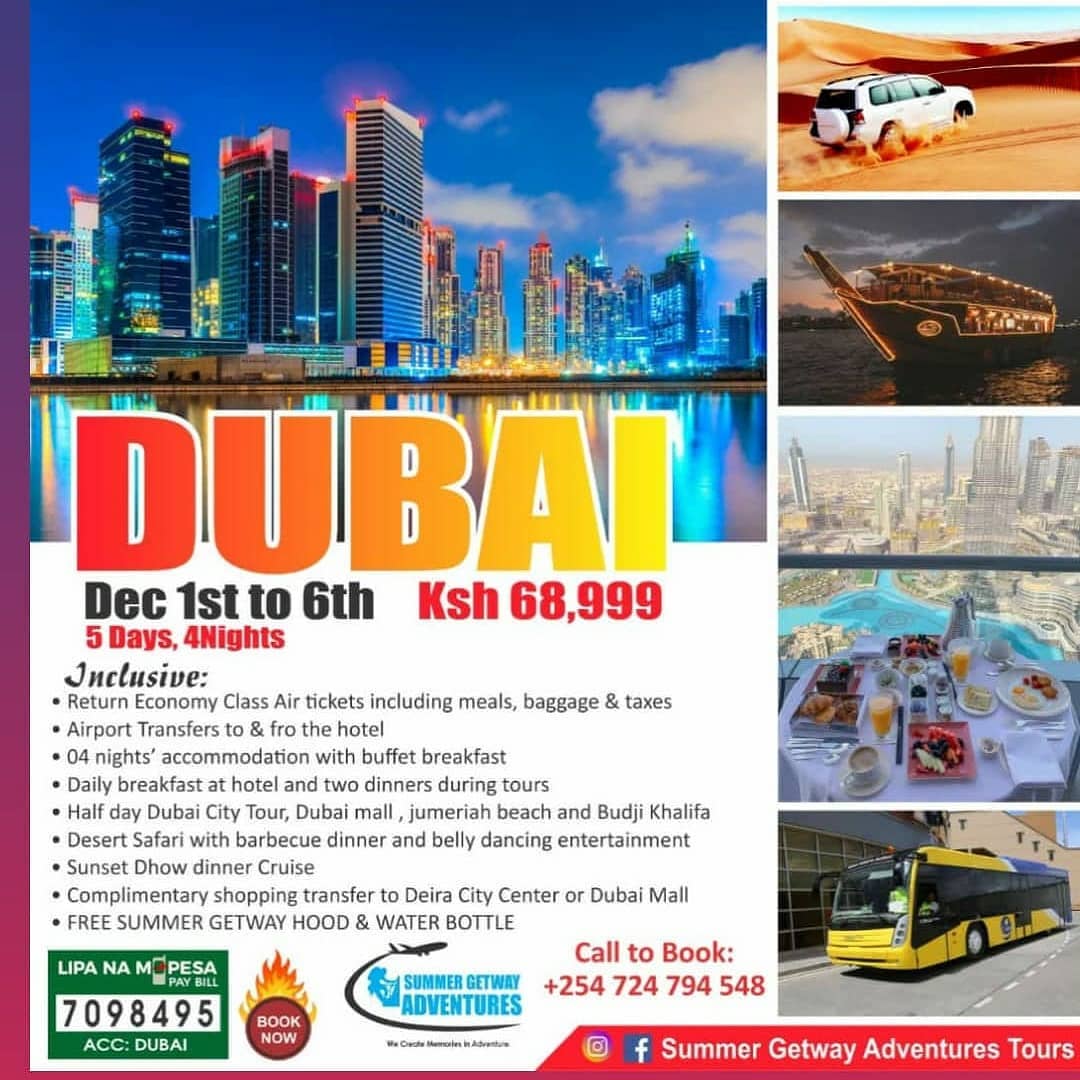 DUBAI
Dec 1st to 6th Ksh 68,999
5 Days, 4Nights
Inclusive:
• Return Economy Class Air tickets including meals, baggage & taxes
• Airport Transfers to & fro the hotel
• 04 nights’ accommodation with buffet breakfast
• Daily breakfast at hotel and two dinners during tours
• Half day Dubai City Tour, Dubai mall , jumeriah beach and Budji Khalifa
• Desert Safari with barbecue dinner and belly dancing entertainment
• Sunset Dhow dinner Cruise
• Complimentary shopping transfer to Deira City Center or Dubai Mall
• FREE SUMMER GETWAY HOOD & WATER BOTTLE
LIPA NA M-PESA
PAY BILL
7098495
ACC: DUBAI
BOOK
NOW
SUMMER GETWAY
ADVENTURES
We Create Memories in Adventure
Call to Book:
+254 724 794 548
Summer Getway Adventures Tours